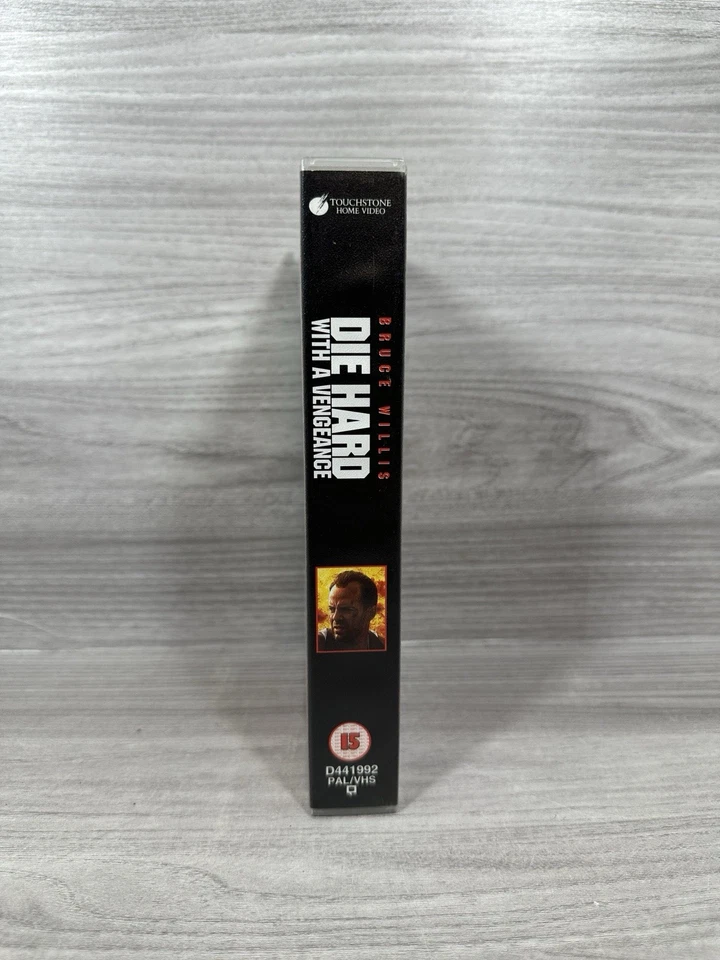 TOUCHSTONE
HOME VIDEO
BRUCE WILLIS
DIE HARD
WITH A VENGEANCE
15
D441992
PAL/VHS